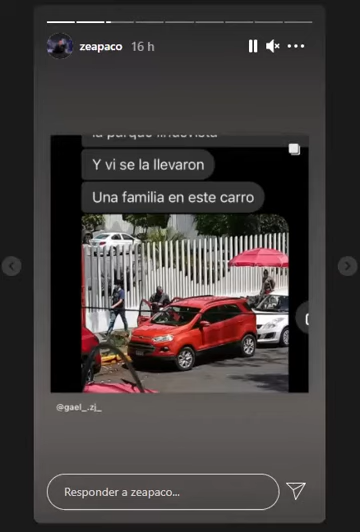 zeapaco 16 h
Y vi se la llevaron
Una familia en este carro
@gael_.zj_
Responder a zeapaco...